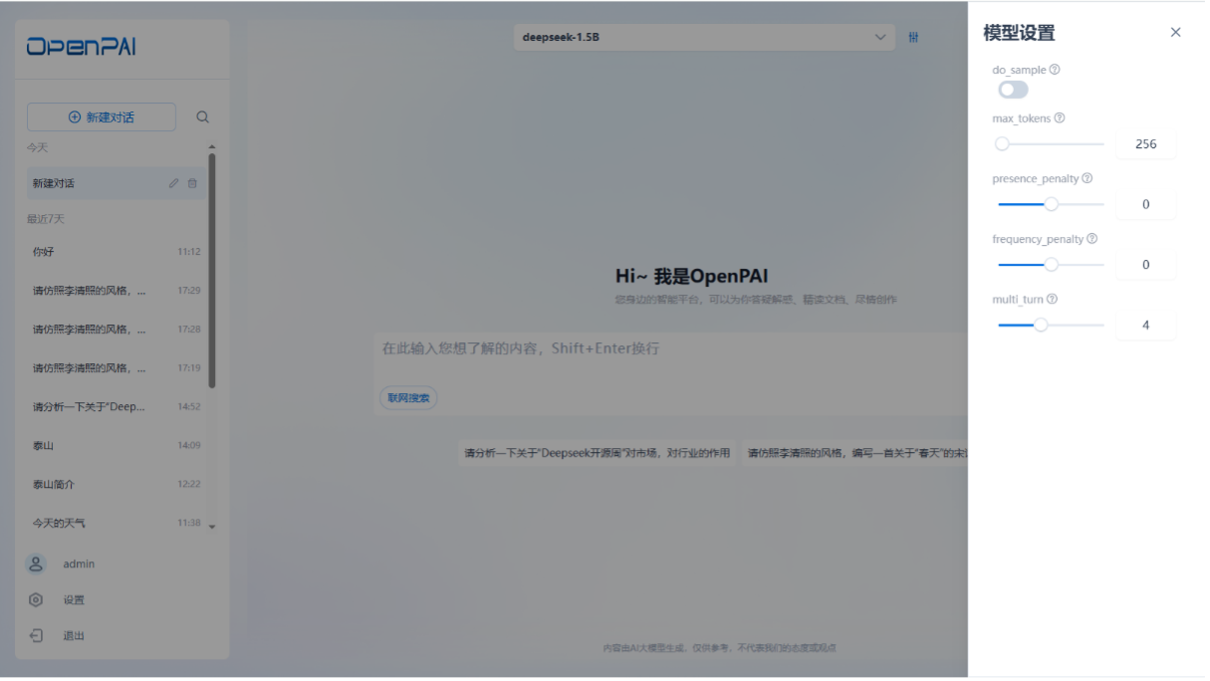 OpenPAI
新建对话
今天
新建对话
最近7天
你好 11:12
请仿照李清照的风格，... 17:29
请仿照李清照的风格，... 17:28
请仿照李清照的风格，... 17:19
请分析一下关于“Deep... 14:52
泰山 14:09
泰山简介 12:22
今天的天气 11:38
admin
设置
退出
deepseek-1.5B
Hi~ 我是OpenPAI
您身边的智能平台，可以为你答疑解惑、精读文档、尽情创作
在此输入您想了解的内容，Shift+Enter换行
联网搜索
请分析一下关于“Deepseek开源周”对市场，对行业的作用
请仿照李清照的风格，编写一首关于“春天”的宋
内容由AI大模型生成，仅供参考，不代表我们的态度或观点
模型设置
do_sample
max_tokens
256
presence_penalty
0
frequency_penalty
0
multi_turn
4